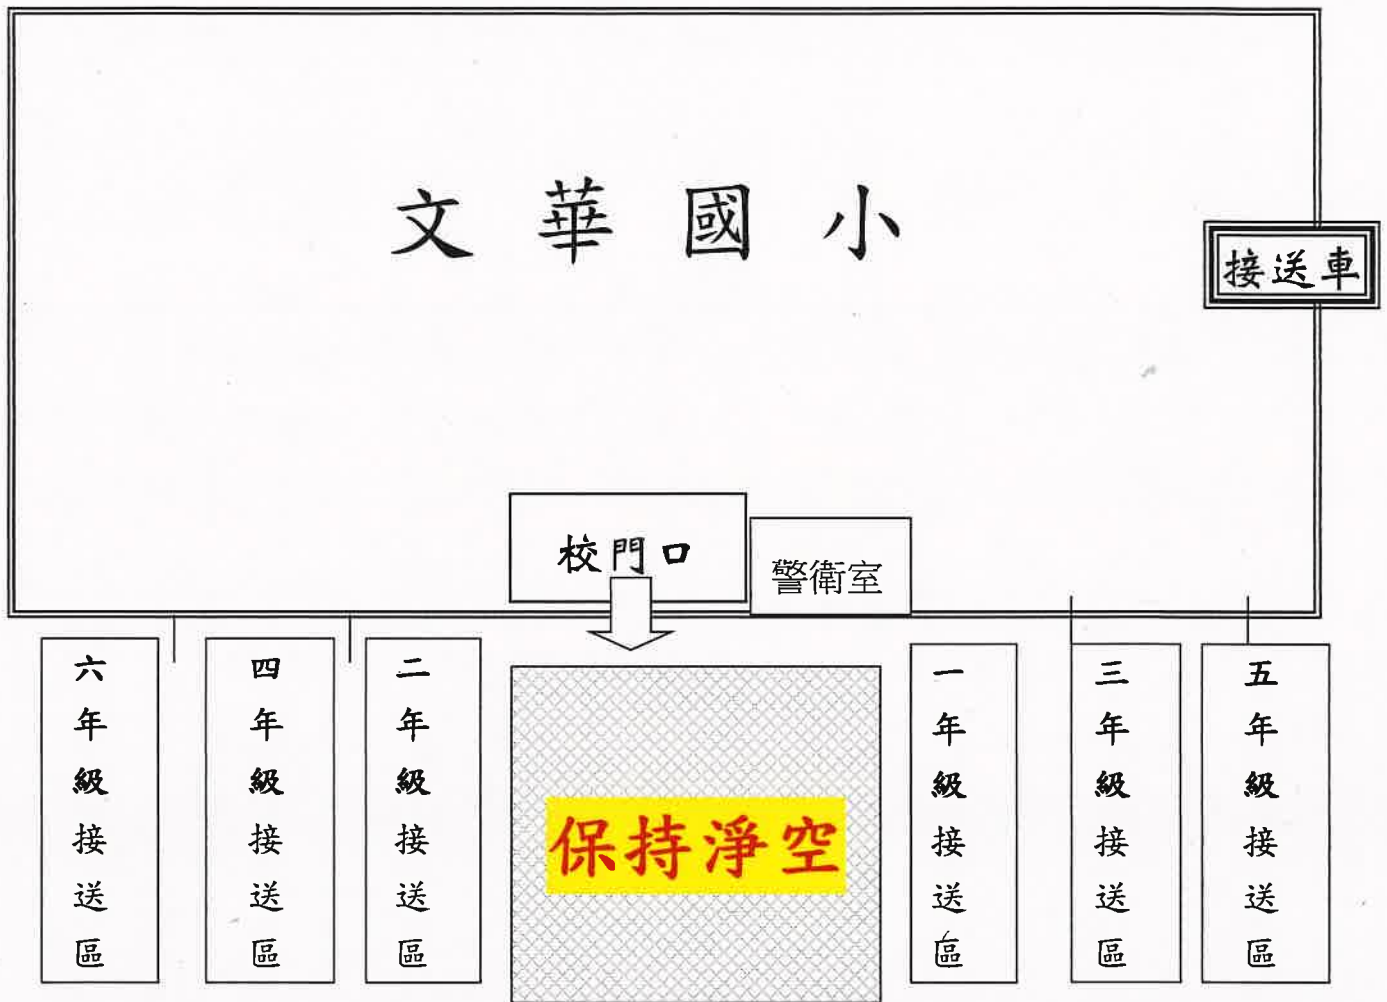 文華國小
接送車
校門口
警衛室
六年級接送區
四年級接送區
二年級接送區
保持淨空
一年級接送區
三年級接送區
五年級接送區